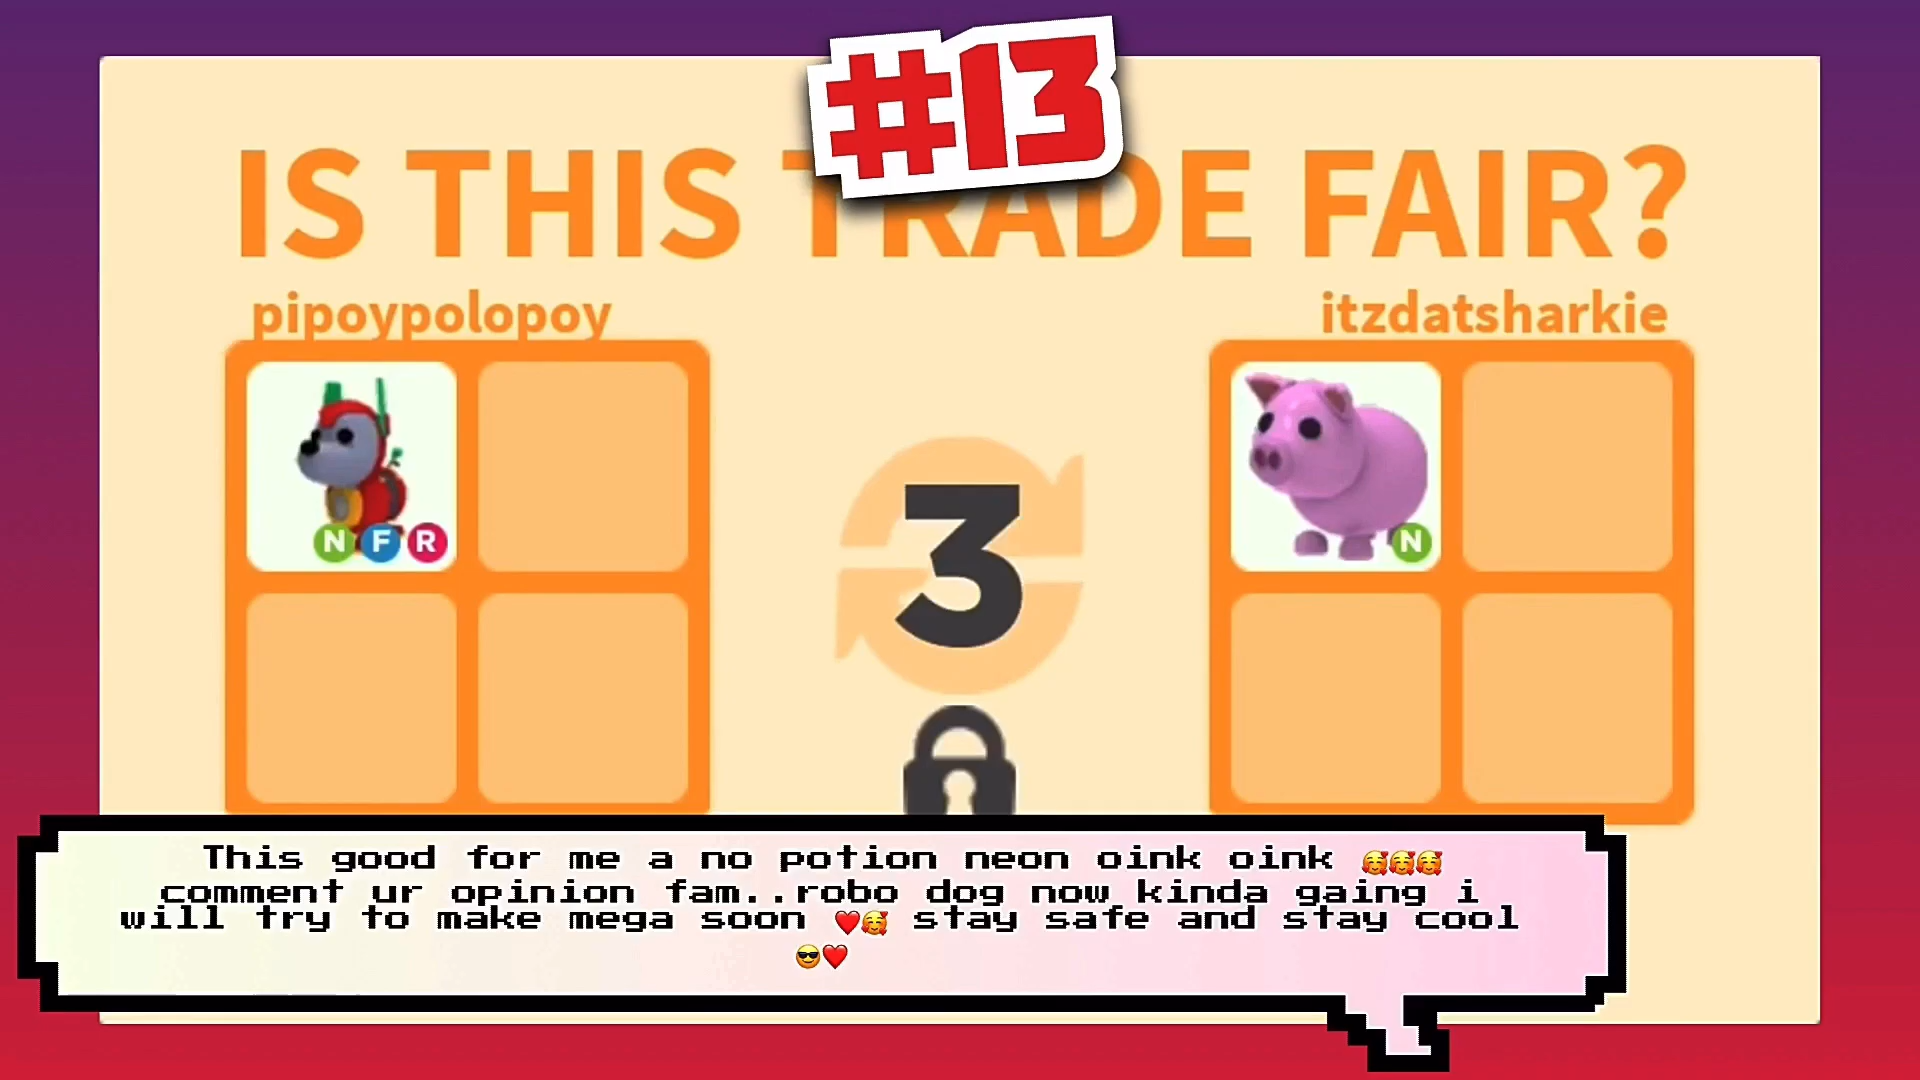 #13
IS THIS TRADE FAIR?
pipoypolopoy
itzdatsharkie
N F R
3
N
This good for me a no potion neon oink oink 🥰🥰🥰
comment ur opinion fam..robo dog now kinda gaing i
will try to make mega soon ❤️🥰 stay safe and stay cool
😎❤️